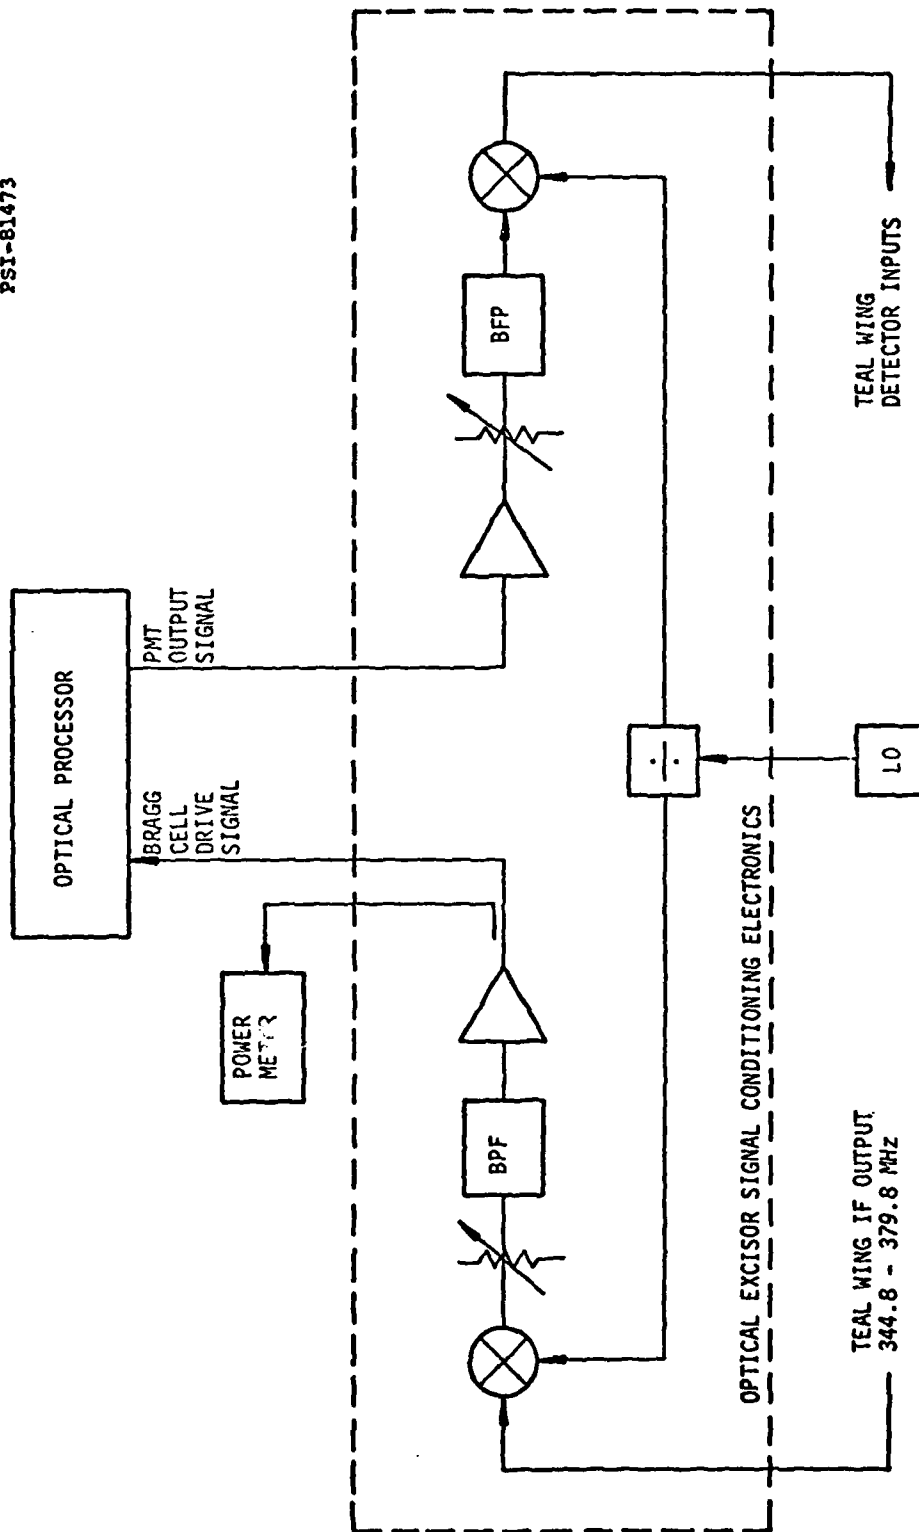 PSI-81473
OPTICAL PROCESSOR
BRAGG
CELL
DRIVE
SIGNAL
PMT
OUTPUT
SIGNAL
POWER
BPF
BFP
÷
OPTICAL EXCISOR SIGNAL CONDITIONING ELECTRONICS
LO
TEAL WING IF OUTPUT
344.8 - 379.8 MHz
TEAL WING
DETECTOR INPUTS